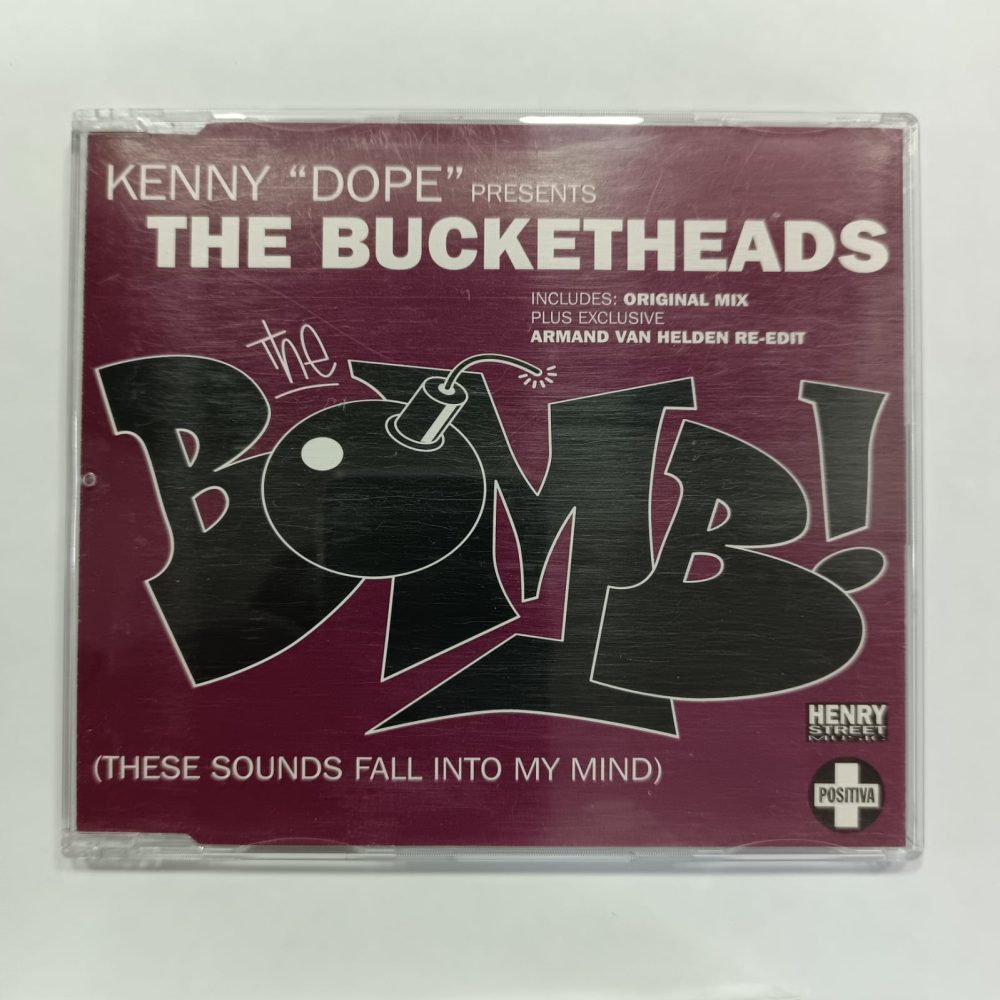 KENNY “DOPE” PRESENTS
THE BUCKETHEADS
INCLUDES: ORIGINAL MIX
PLUS EXCLUSIVE
ARMAND VAN HELDEN RE-EDIT
the
BOMB!
(THESE SOUNDS FALL INTO MY MIND)
HENRY
STREET
MUSIC
POSITIVA